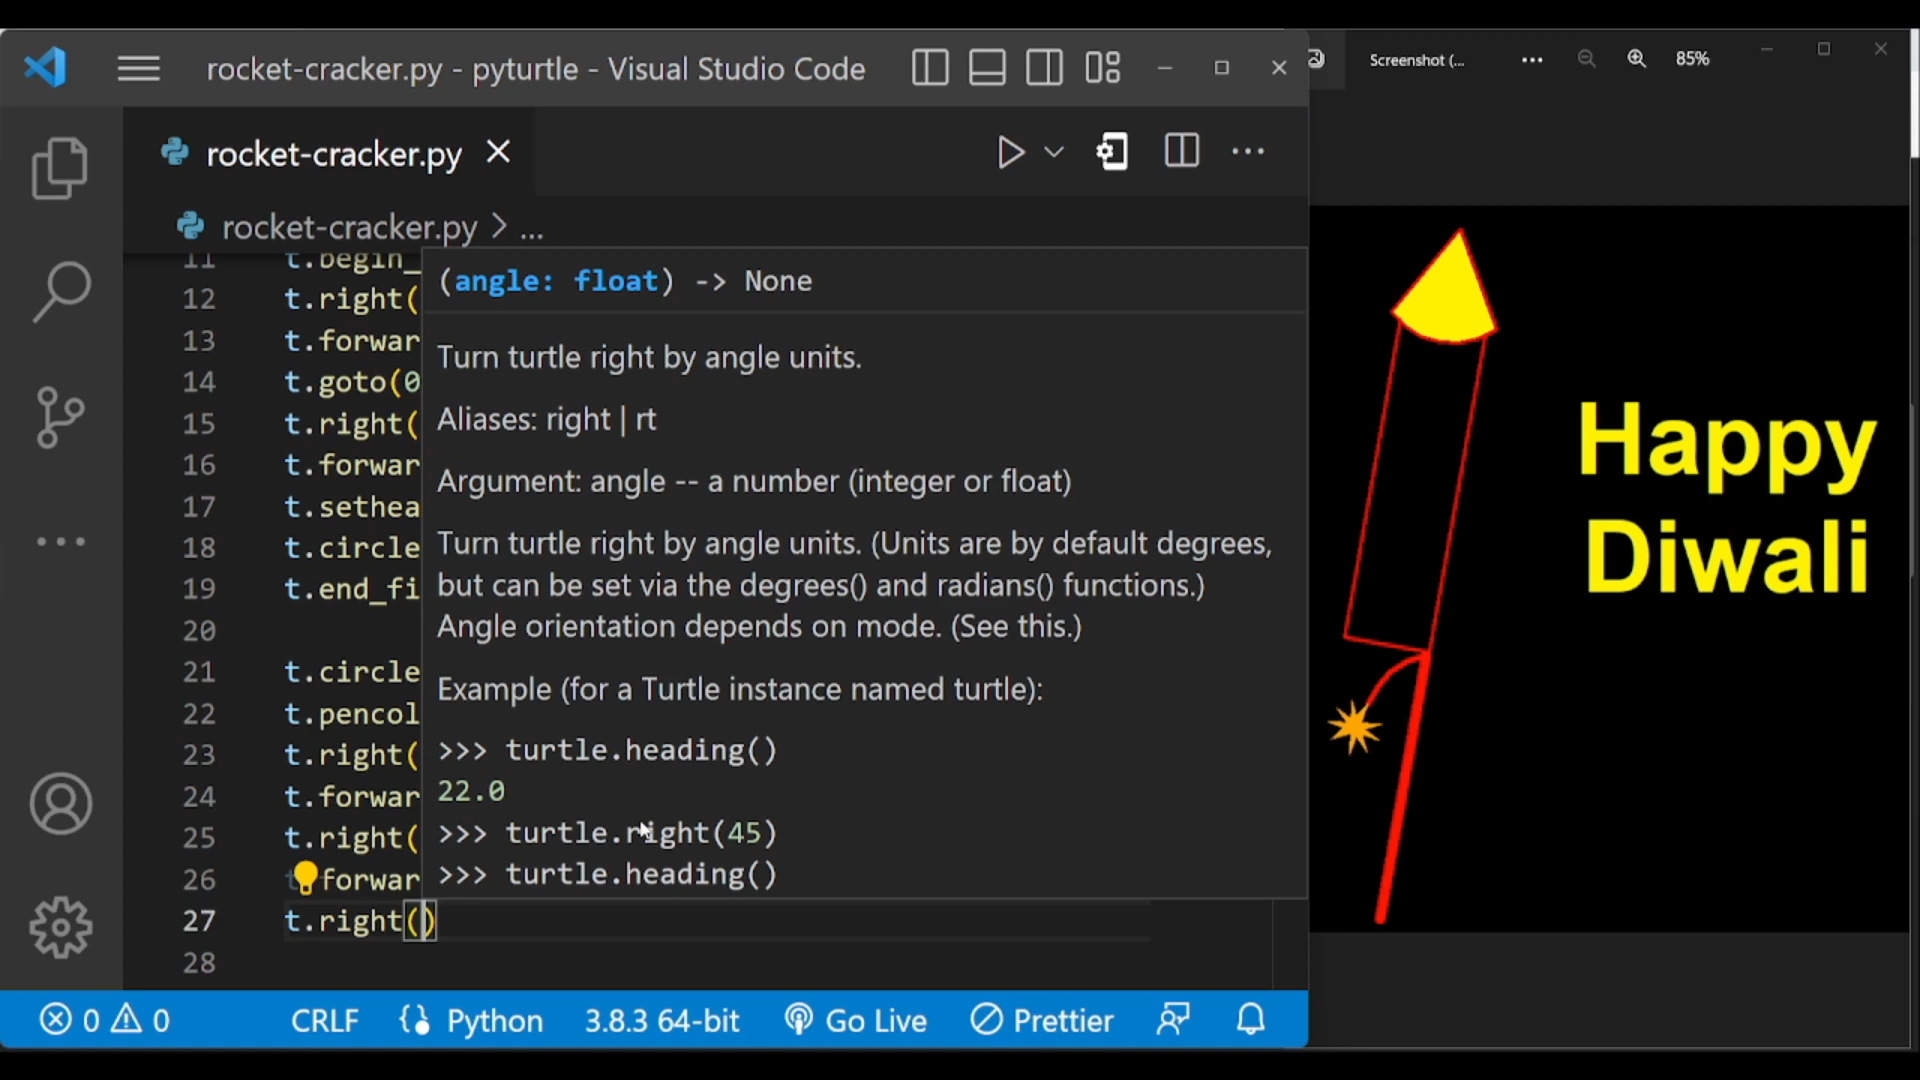 rocket-cracker.py - pyturtle - Visual Studio Code
Screenshot (...
85%
rocket-cracker.py
rocket-cracker.py > ...
11 t.begin_
12 t.right(
13 t.forwar
14 t.goto(0
15 t.right(
16 t.forwar
17 t.sethea
18 t.circle
19 t.end_fi
20
21 t.circle
22 t.pencol
23 t.right(
24 t.forwar
25 t.right(
26 t.forwar
27 t.right()
28
(angle: float) -> None
Turn turtle right by angle units.
Aliases: right | rt
Argument: angle -- a number (integer or float)
Turn turtle right by angle units. (Units are by default degrees,
but can be set via the degrees() and radians() functions.)
Angle orientation depends on mode. (See this.)
Example (for a Turtle instance named turtle):
>>> turtle.heading()
22.0
>>> turtle.right(45)
>>> turtle.heading()
Happy
Diwali
0 0 CRLF Python 3.8.3 64-bit Go Live Prettier